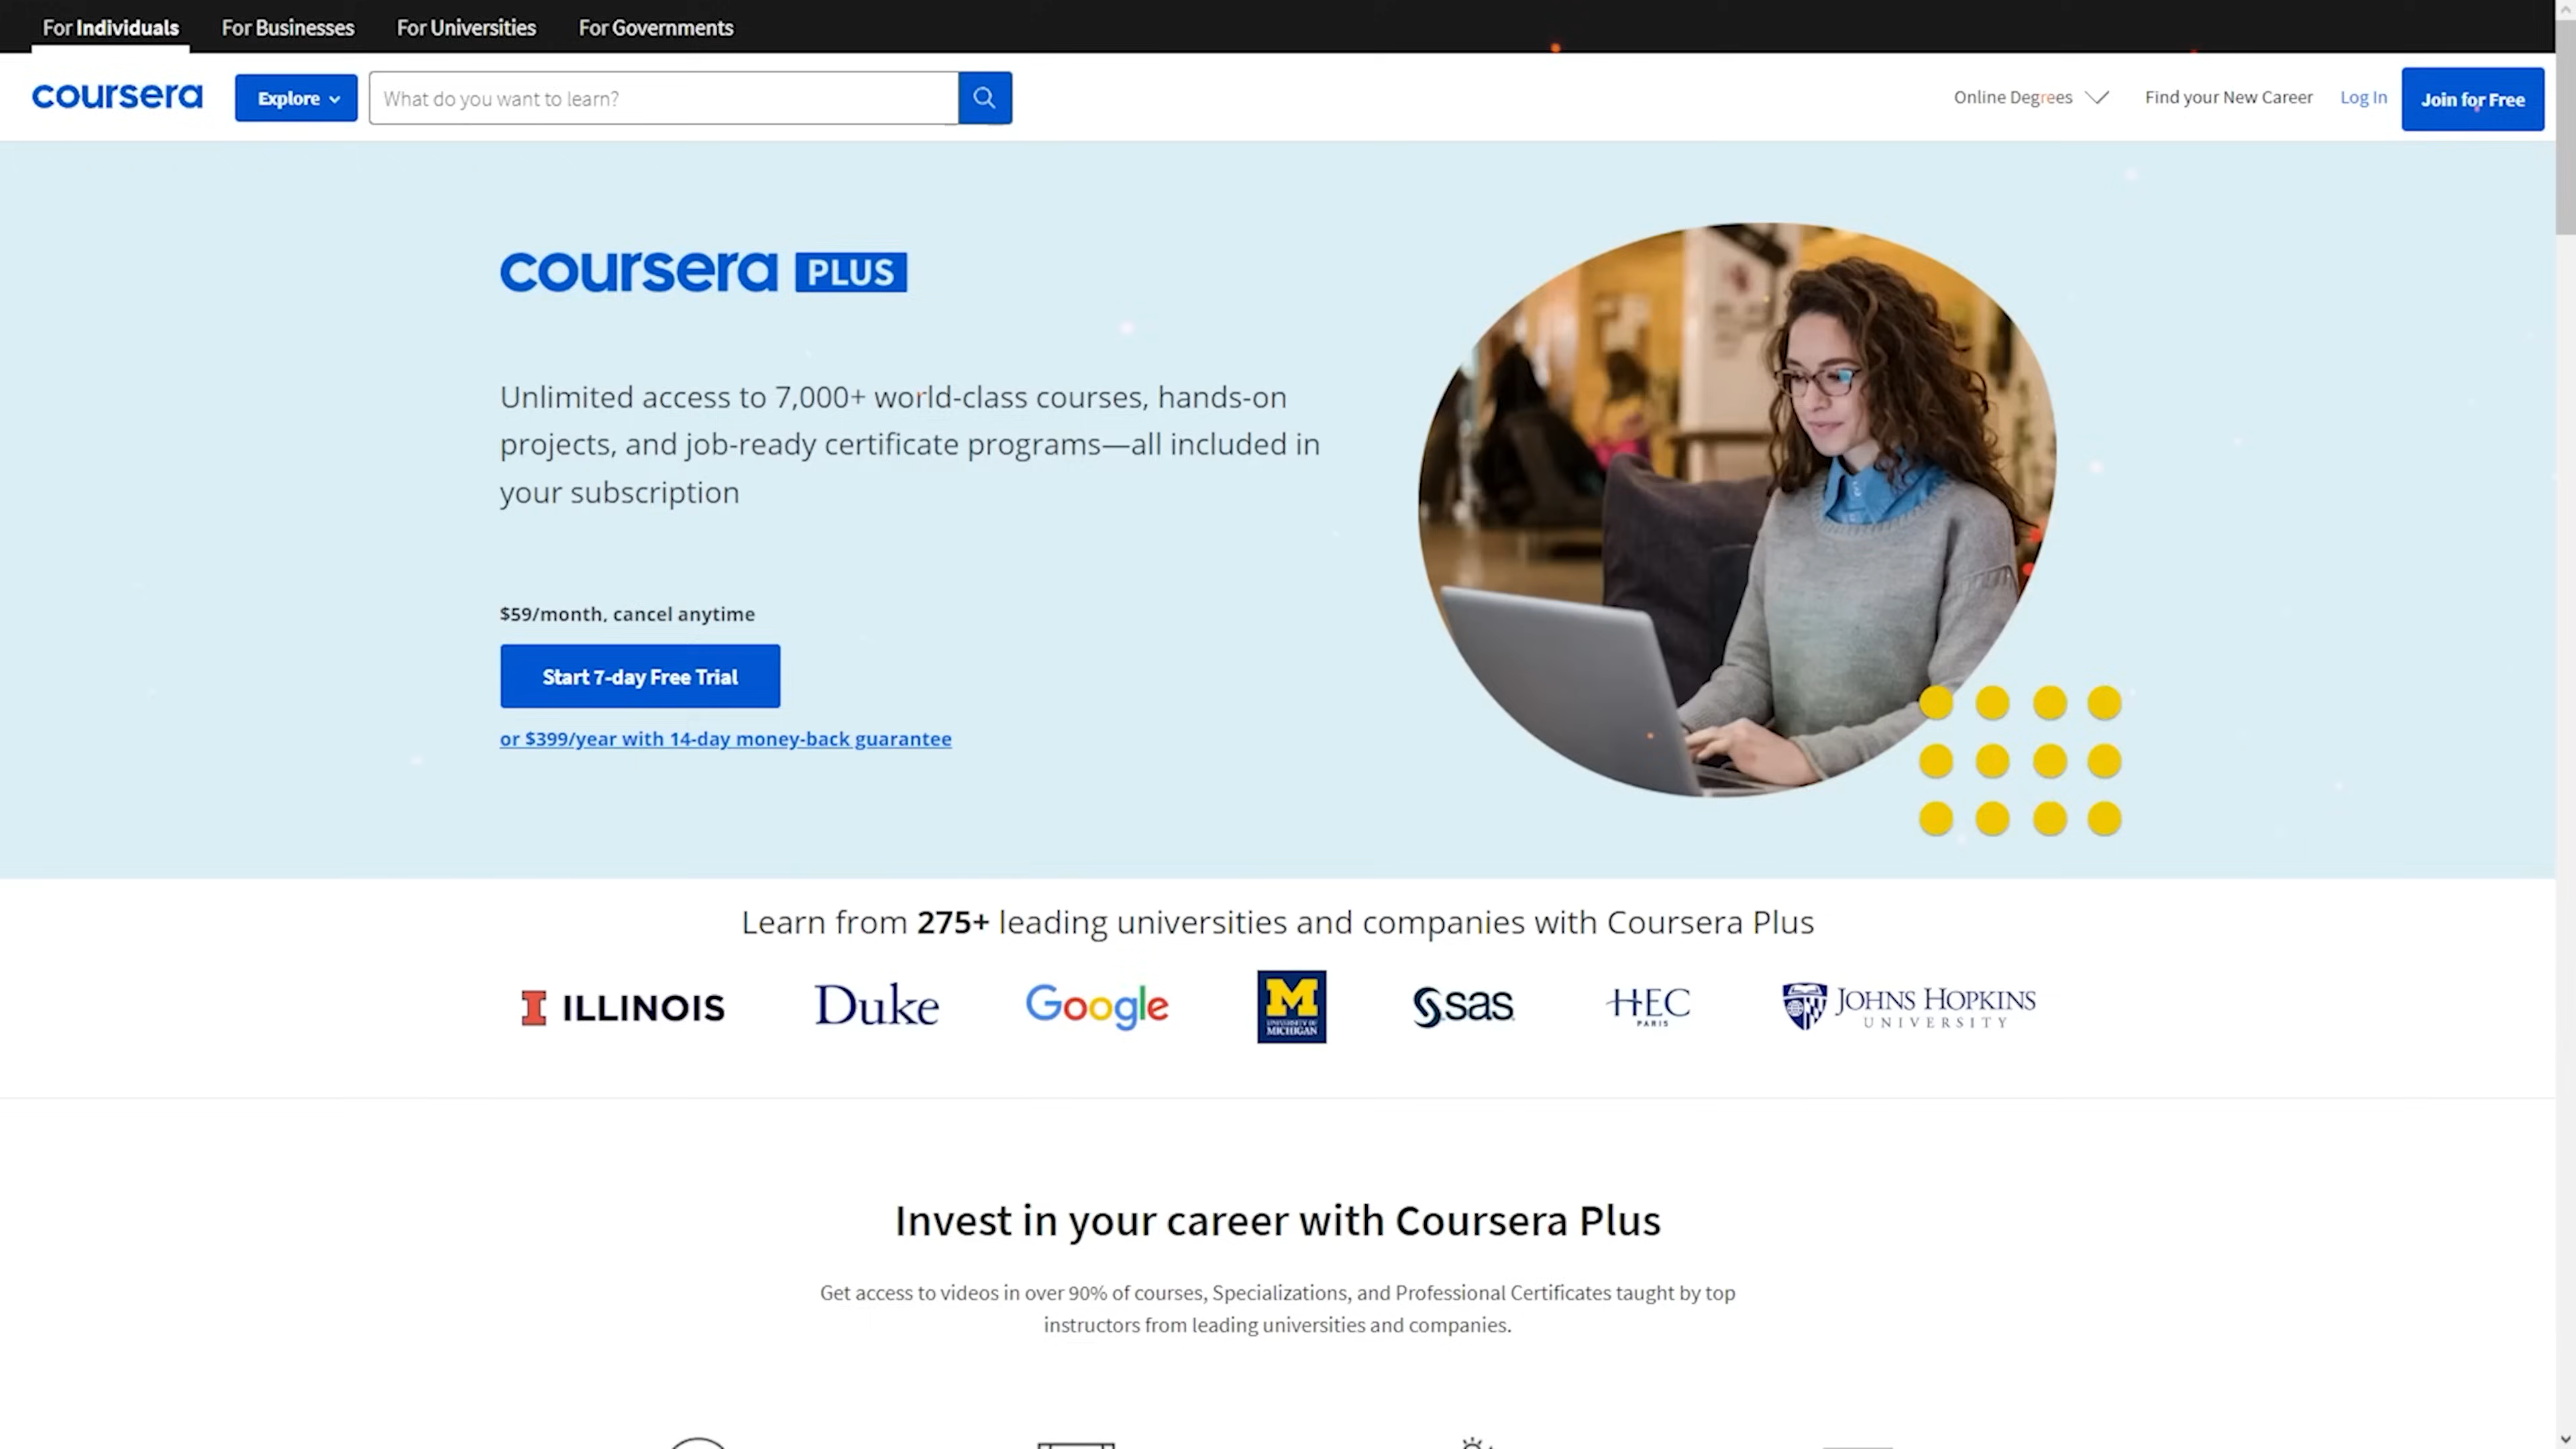 For Individuals For Businesses For Universities For Governments
coursera Explore What do you want to learn? Online Degrees Find your New Career Log In Join for Free
coursera PLUS
Unlimited access to 7,000+ world-class courses, hands-on
projects, and job-ready certificate programs—all included in
your subscription
$59/month, cancel anytime
Start 7-day Free Trial
or $399/year with 14-day money-back guarantee
Learn from 275+ leading universities and companies with Coursera Plus
I ILLINOIS Duke Google M UNIVERSITY OF MICHIGAN sas HEC PARIS JOHNS HOPKINS UNIVERSITY
Invest in your career with Coursera Plus
Get access to videos in over 90% of courses, Specializations, and Professional Certificates taught by top
instructors from leading universities and companies.